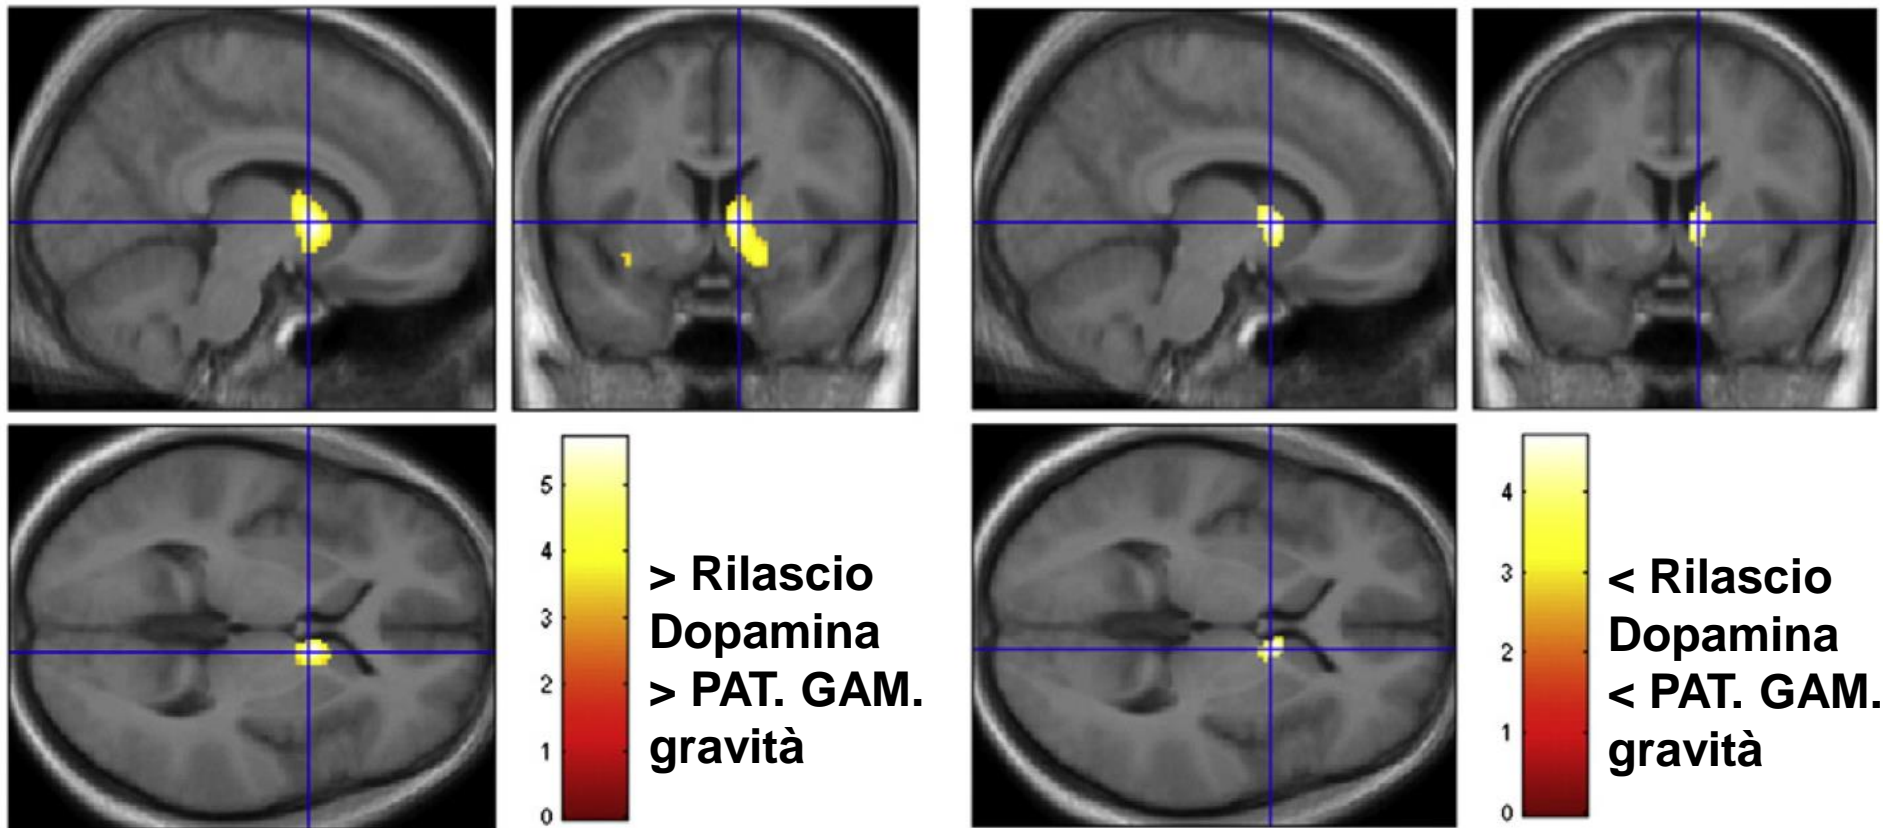 5
4
3
2
1
0
> Rilascio
Dopamina
> PAT. GAM.
gravità
4
3
2
1
0
< Rilascio
Dopamina
< PAT. GAM.
gravità